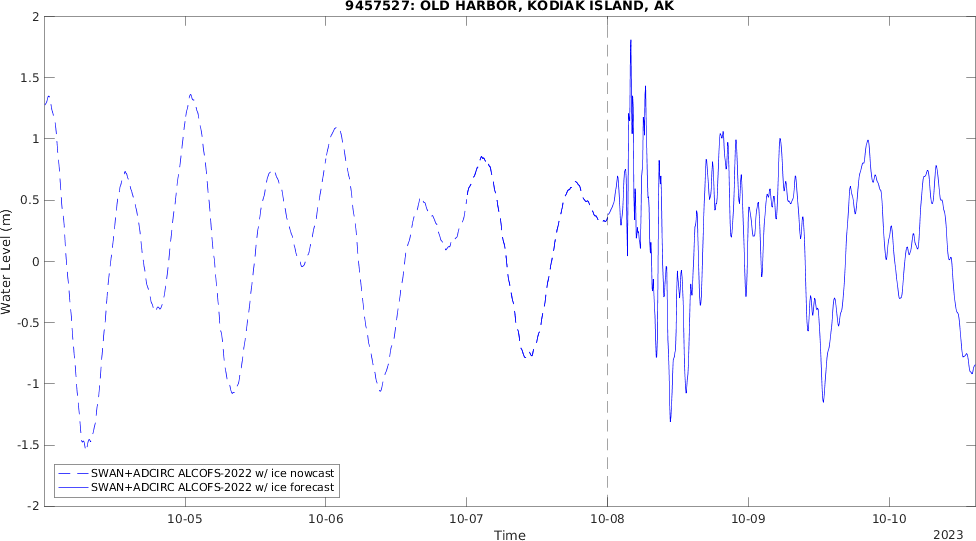 9457527: OLD HARBOR, KODIAK ISLAND, AK
2
1.5
1
0.5
0
-0.5
-1
-1.5
-2
Water Level (m)
SWAN+ADCIRC ALCOFS-2022 w/ ice nowcast
SWAN+ADCIRC ALCOFS-2022 w/ ice forecast
10-05 10-06 10-07 10-08 10-09 10-10
Time
2023